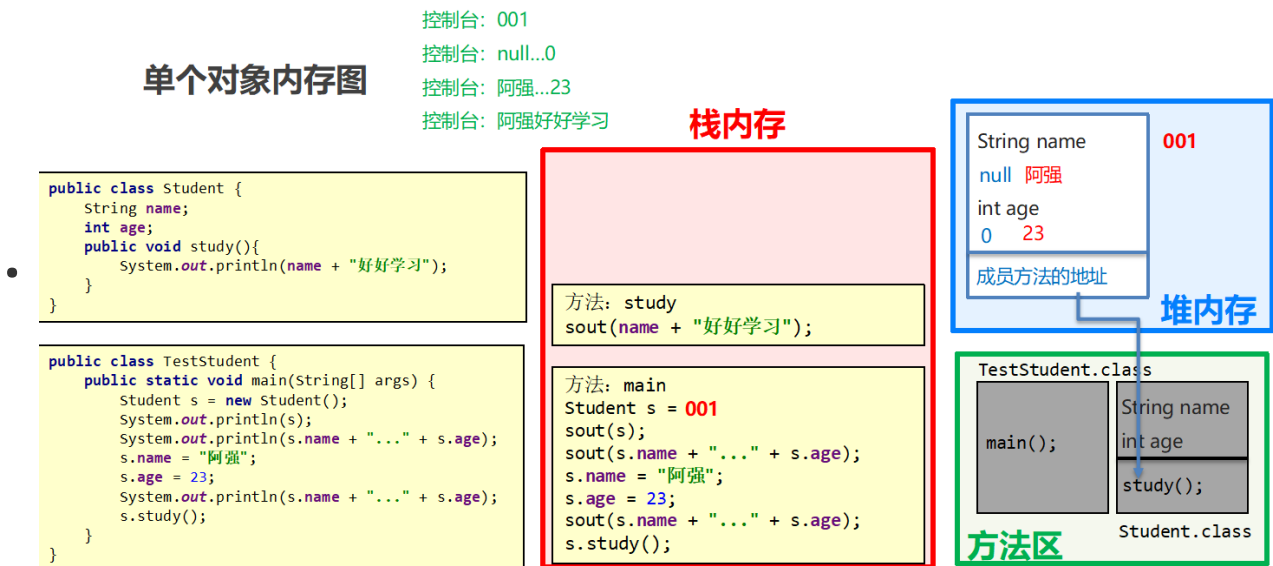 控制台：001
控制台：null...0
控制台：阿强...23
控制台：阿强好好学习
单个对象内存图
public class Student {
    String name;
    int age;
    public void study(){
        System.out.println(name + "好好学习");
    }
}
public class TestStudent {
    public static void main(String[] args) {
        Student s = new Student();
        System.out.println(s);
        System.out.println(s.name + "..." + s.age);
        s.name = "阿强";
        s.age = 23;
        System.out.println(s.name + "..." + s.age);
        s.study();
    }
}
栈内存
方法：study
sout(name + "好好学习");
方法：main
Student s = 001
sout(s);
sout(s.name + "..." + s.age);
s.name = "阿强";
s.age = 23;
sout(s.name + "..." + s.age);
s.study();
String name
001
null 阿强
int age
0 23
成员方法的地址
堆内存
TestStudent.class
main();
String name
int age
study();
Student.class
方法区